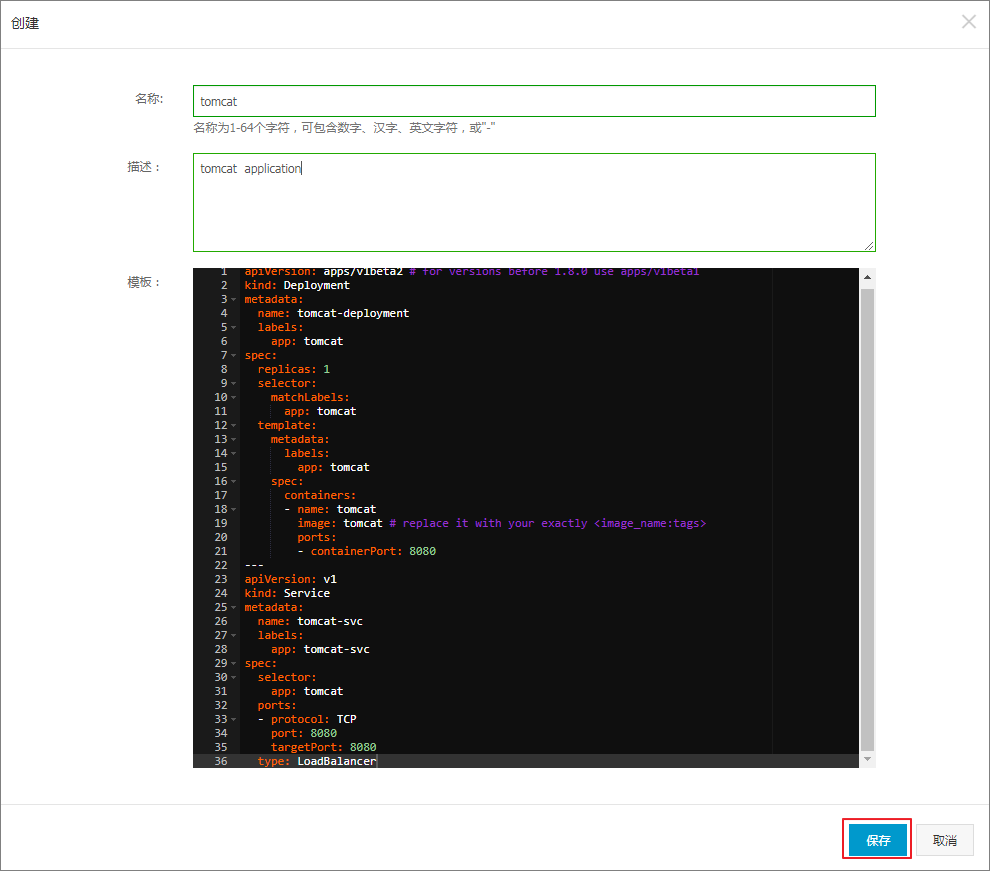 创建
名称:
tomcat
名称为1-64个字符，可包含数字、汉字、英文字符，或"-"
描述：
tomcat  application
模板：
1 apiVersion: apps/v1beta2 # for versions before 1.8.0 use apps/v1beta1
2 kind: Deployment
3 metadata:
4   name: tomcat-deployment
5   labels:
6     app: tomcat
7 spec:
8   replicas: 1
9   selector:
10     matchLabels:
11       app: tomcat
12   template:
13     metadata:
14       labels:
15         app: tomcat
16     spec:
17       containers:
18       - name: tomcat
19         image: tomcat # replace it with your exactly <image_name:tags>
20         ports:
21         - containerPort: 8080
22 ---
23 apiVersion: v1
24 kind: Service
25 metadata:
26   name: tomcat-svc
27   labels:
28     app: tomcat-svc
29 spec:
30   selector:
31     app: tomcat
32   ports:
33   - protocol: TCP
34     port: 8080
35     targetPort: 8080
36   type: LoadBalancer
保存 取消